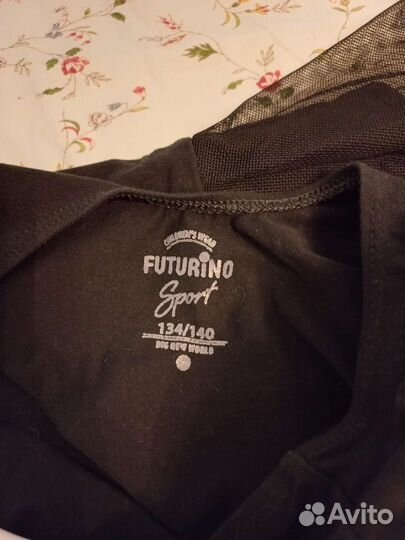 CHILDREN'S WEAR
FUTURINO
Sport
134/140
BIG NEW WORLD
Avito